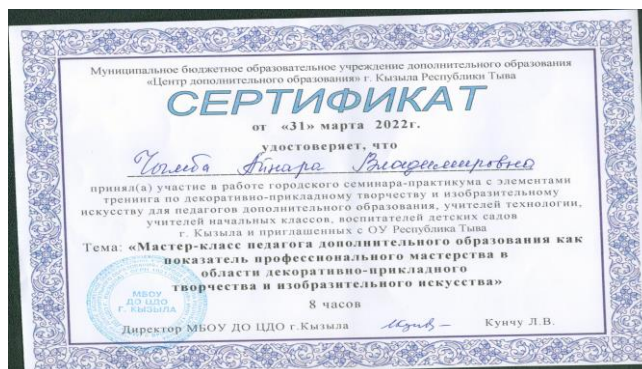 Муниципальное бюджетное образовательное учреждение дополнительного образования
«Центр дополнительного образования» г. Кызыла Республики Тыва
СЕРТИФИКАТ
от «31» марта 2022г.
удостоверяет, что
Айнара Владимировна
принял(а) участие в работе городского семинара-практикума с элементами
тренинга по декоративно-прикладному творчеству и изобразительному
искусству для педагогов дополнительного образования, учителей технологии,
учителей начальных классов, воспитателей детских садов
г. Кызыла и приглашенных с ОУ Республика Тыва
Тема: «Мастер-класс педагога дополнительного образования как
показатель профессионального мастерства в
области декоративно-прикладного
творчества и изобразительного искусства»
8 часов
МБОУ
ДО ЦДО
Г. КЫЗЫЛА
Директор МБОУ ДО ЦДО г.Кызыла Кунчу Л.В.